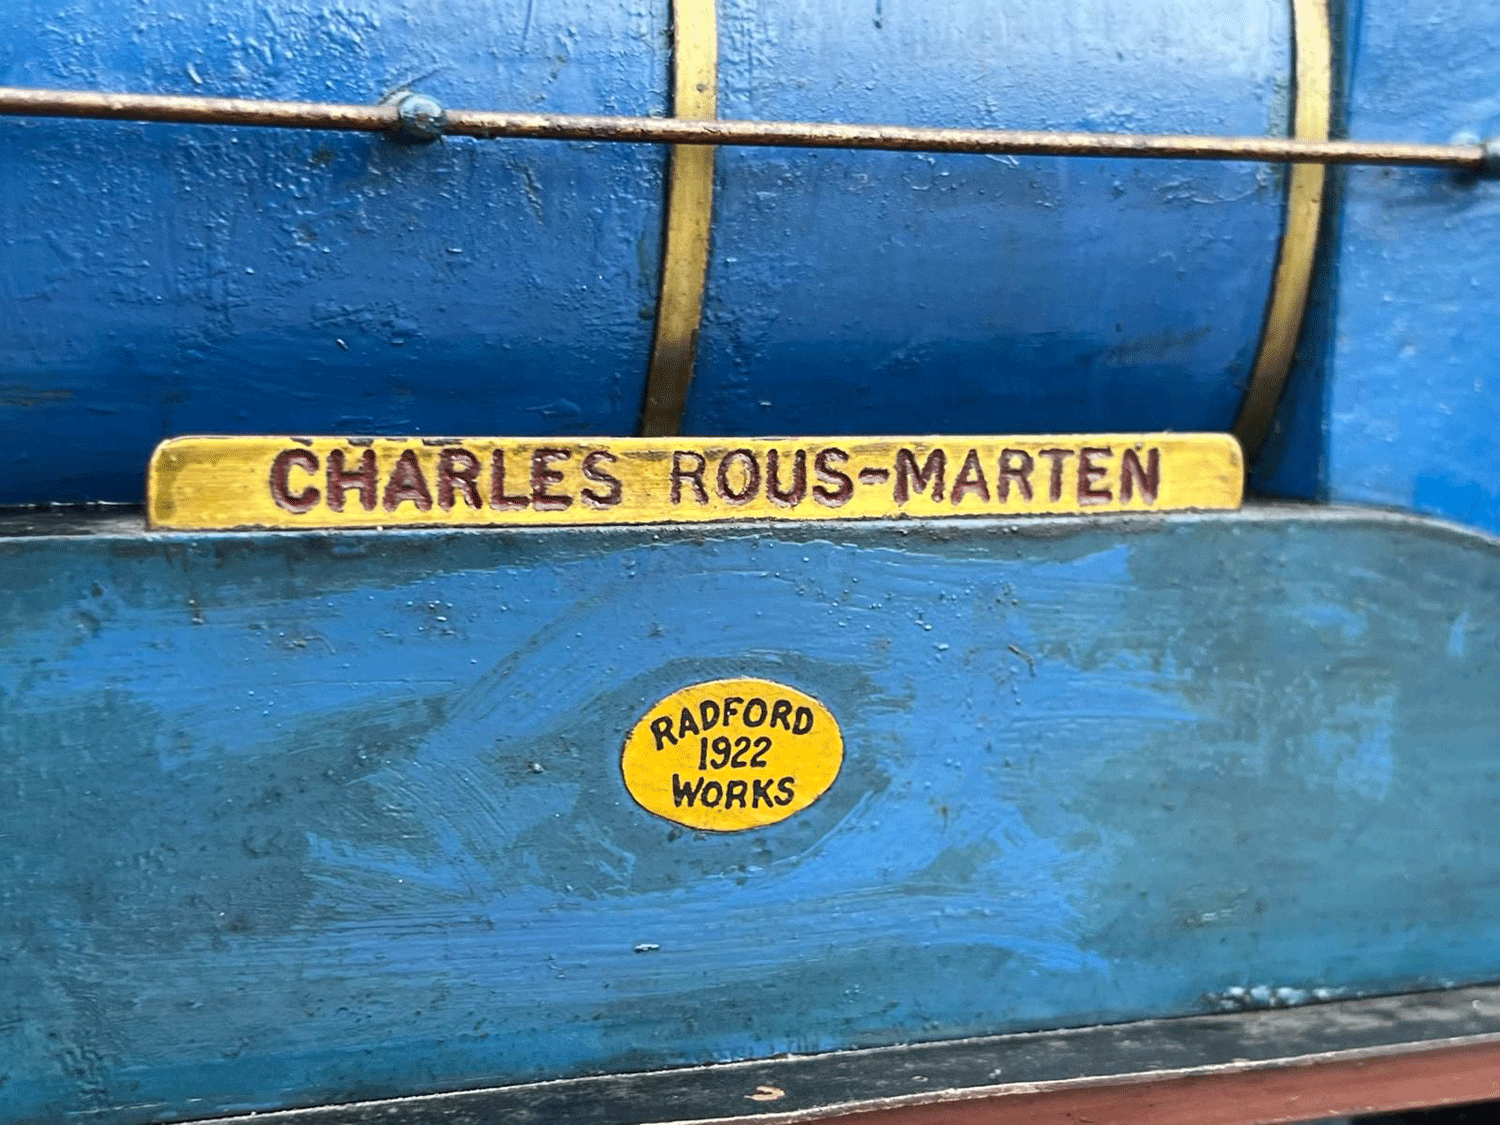 CHARLES ROUS-MARTEN
RADFORD
1922
WORKS